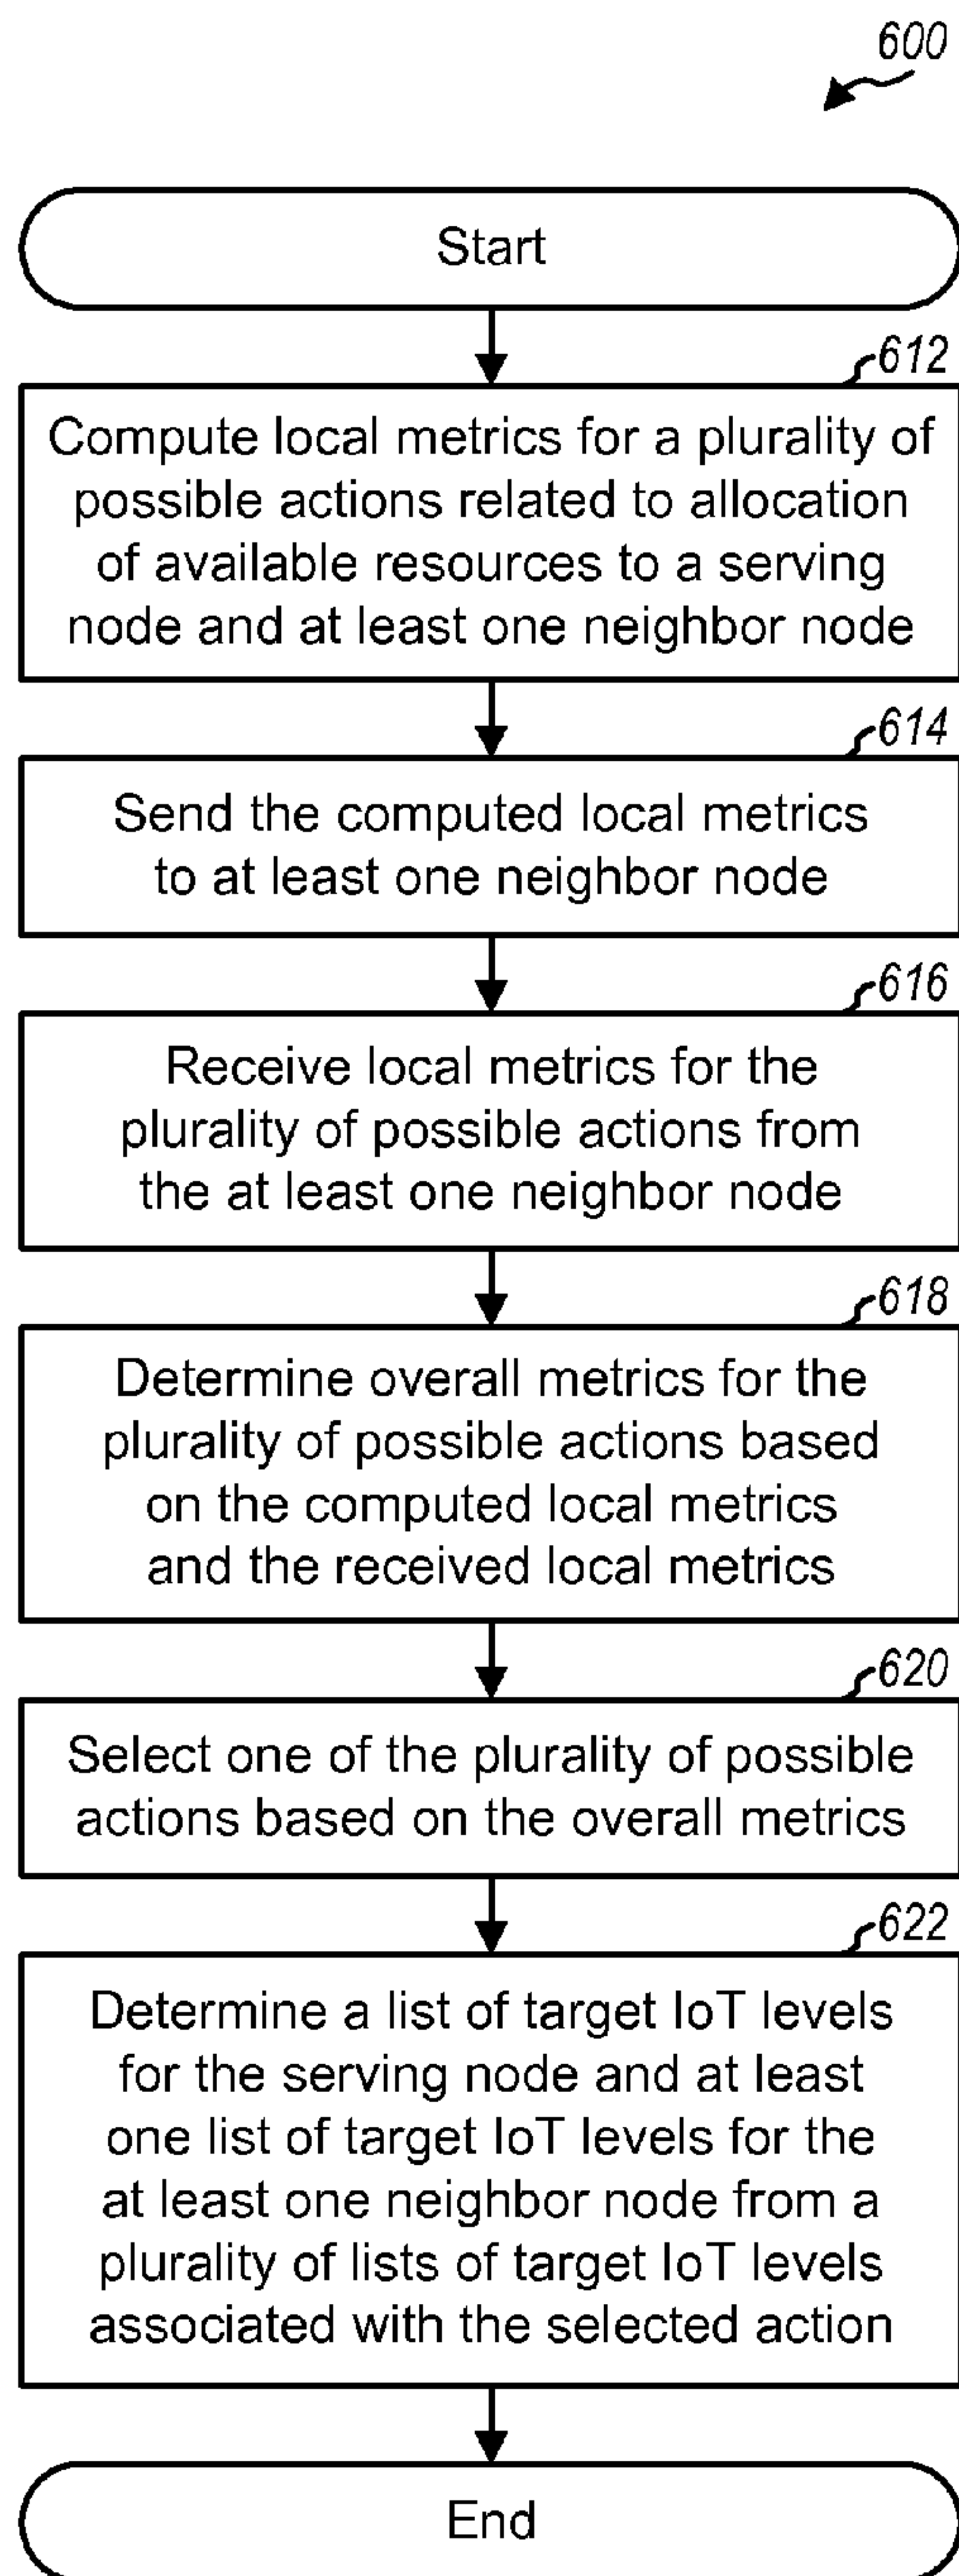 600
Start
612
Compute local metrics for a plurality of
possible actions related to allocation
of available resources to a serving
node and at least one neighbor node
614
Send the computed local metrics
to at least one neighbor node
616
Receive local metrics for the
plurality of possible actions from
the at least one neighbor node
618
Determine overall metrics for the
plurality of possible actions based
on the computed local metrics
and the received local metrics
620
Select one of the plurality of possible
actions based on the overall metrics
622
Determine a list of target IoT levels
for the serving node and at least
one list of target IoT levels for the
at least one neighbor node from a
plurality of lists of target IoT levels
associated with the selected action
End